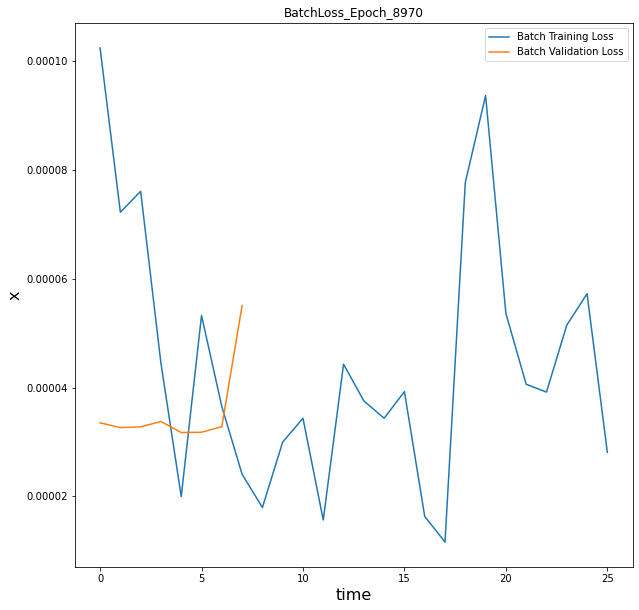 BatchLoss_Epoch_8970
Batch Training Loss
Batch Validation Loss
0.00010
0.00008
0.00006
0.00004
0.00002
x
0
5
10
15
20
25
time